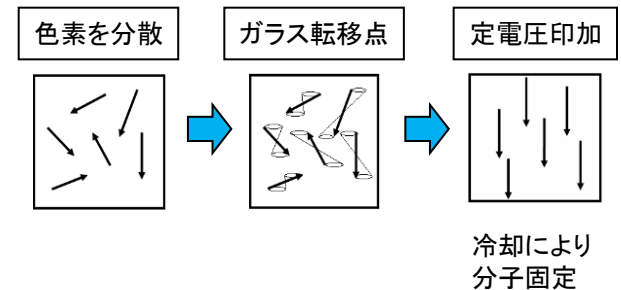 色素を分散
ガラス転移点
定電圧印加
冷却により
分子固定